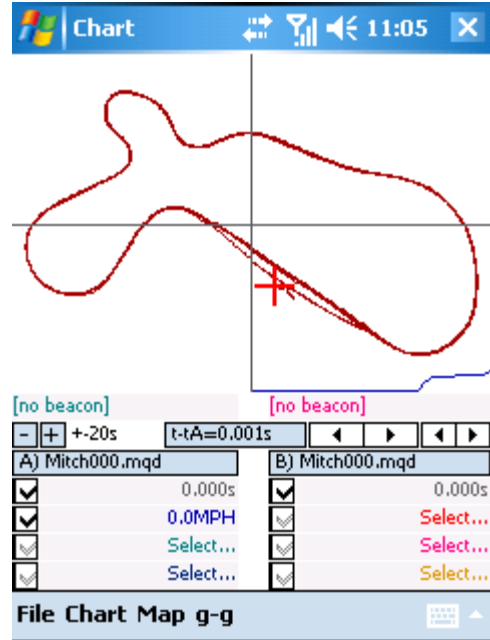 Chart 11:05
[no beacon] [no beacon]
- + +-20s t-tA=0.001s
A) Mitch000.mqd B) Mitch000.mqd
0.000s 0.000s
0.0MPH Select...
Select... Select...
Select... Select...
File Chart Map g-g